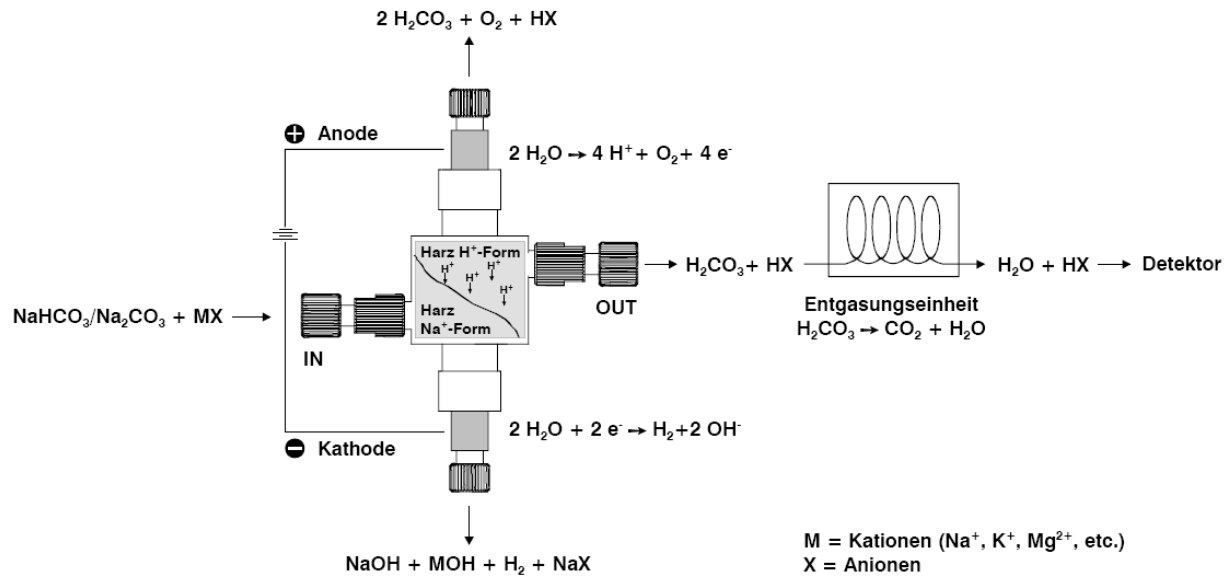 2 H₂CO₃ + O₂ + HX
+ Anode
2 H₂O → 4 H⁺ + O₂ + 4 e⁻
Harz H⁺-Form
H⁺
H⁺
H⁺
H⁺
Harz
Na⁺-Form
NaHCO₃/Na₂CO₃ + MX
IN
OUT
H₂CO₃ + HX
H₂O + HX
Detektor
Entgasungseinheit
H₂CO₃ → CO₂ + H₂O
− Kathode
2 H₂O + 2 e⁻ → H₂+2 OH⁻
NaOH + MOH + H₂ + NaX
M = Kationen (Na⁺, K⁺, Mg²⁺, etc.)
X = Anionen